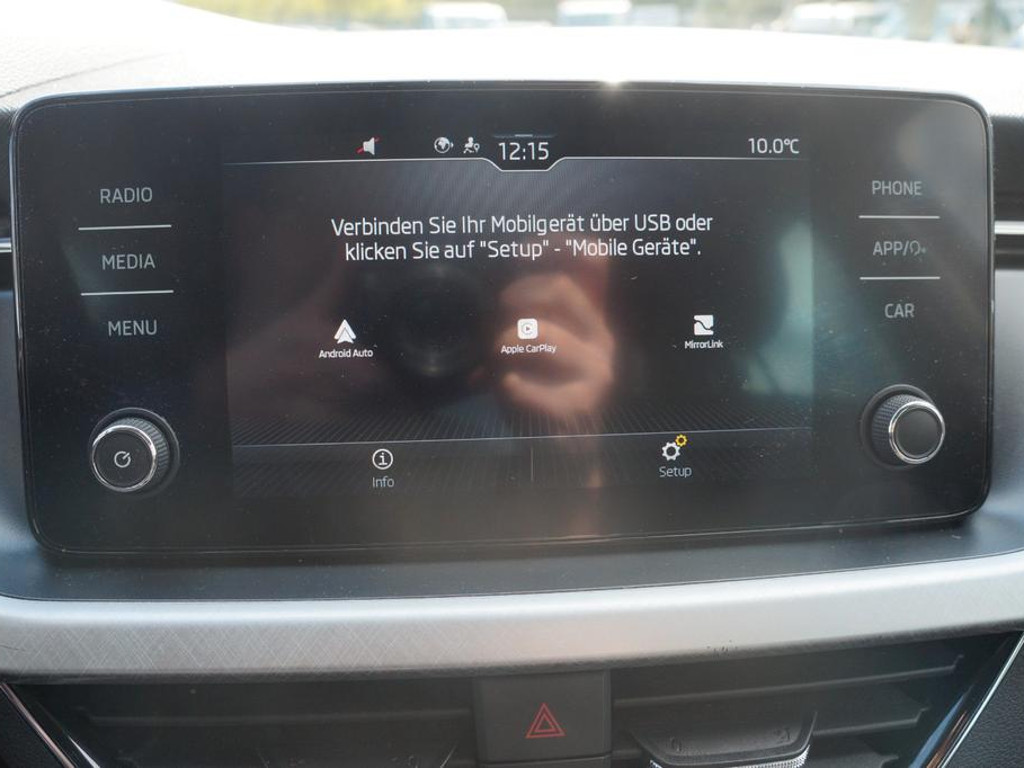 12:15
10.0°C
RADIO
MEDIA
MENU
Verbinden Sie Ihr Mobilgerät über USB oder
klicken Sie auf "Setup" - "Mobile Geräte".
Android Auto
Apple CarPlay
MirrorLink
Info
Setup
PHONE
APP/
CAR